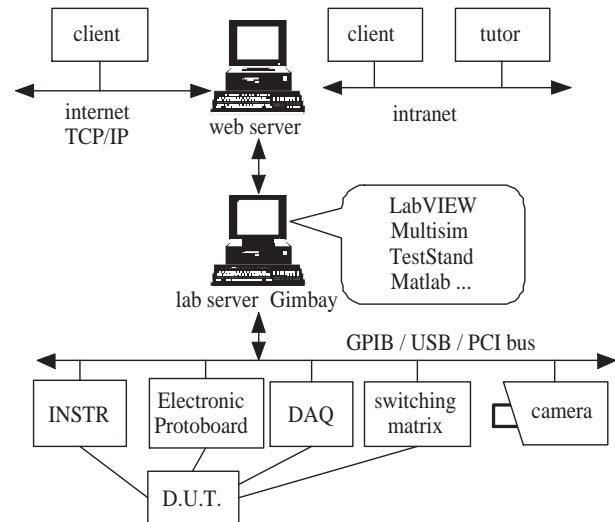 client
client
tutor
internet
TCP/IP
web server
intranet
LabVIEW
Multisim
TestStand
Matlab ...
lab server Gimbay
GPIB / USB / PCI bus
INSTR
Electronic
Protoboard
DAQ
switching
matrix
camera
D.U.T.